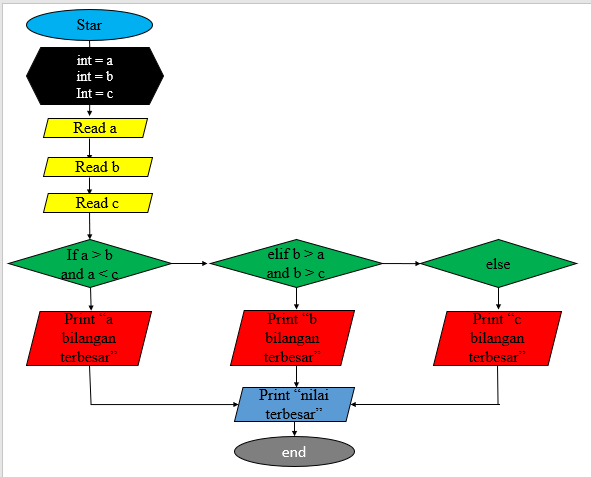 Star
int = a
int = b
Int = c
Read a
Read b
Read c
If a > b
and a < c
elif b > a
and b > c
else
Print “a
bilangan
terbesar”
Print “b
bilangan
terbesar”
Print “c
bilangan
terbesar”
Print “nilai
terbesar”
end